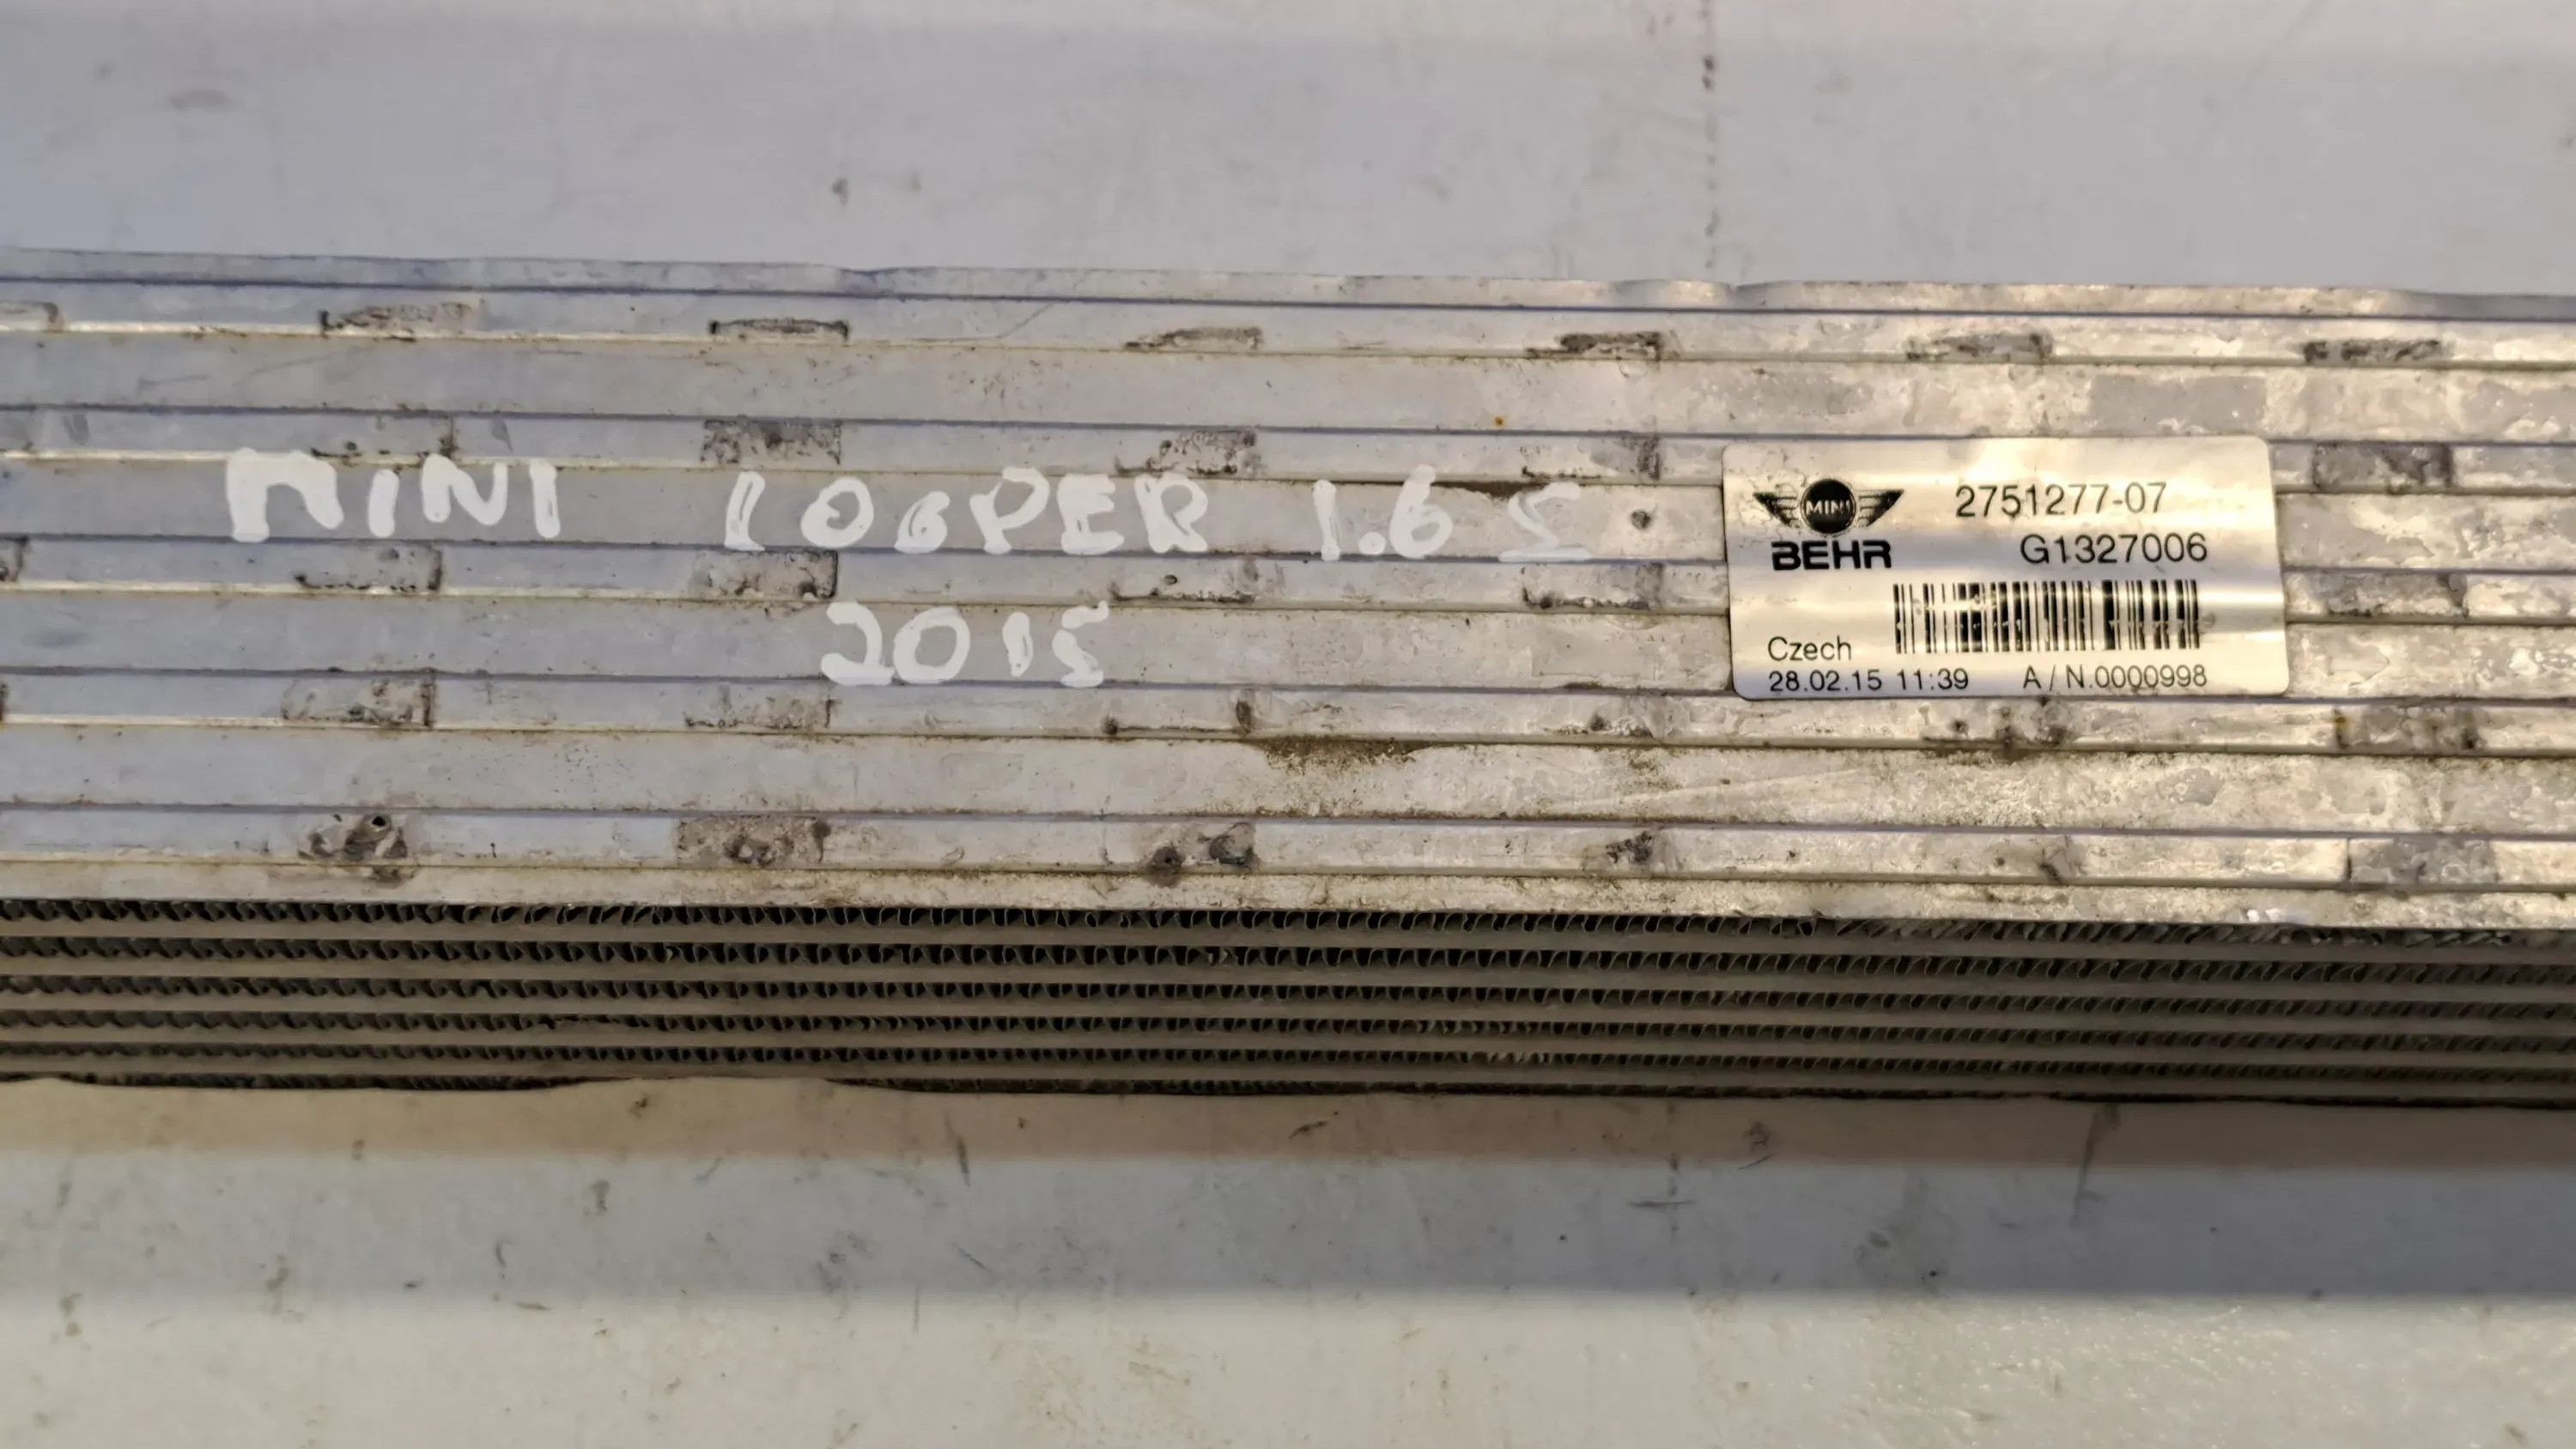 MINI COOPER 1.6 S
2015
MINI
2751277-07
BEHR
G1327006
Czech
28.02.15 11:39 A / N.0000998